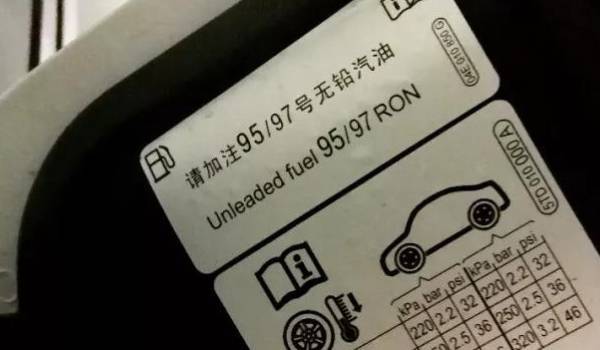 请加注95/97号无铅汽油
Unleaded fuel 95/97 RON
5TD 010 000 A
kPa bar psi kPa bar psi
220 2.2 32 220 2.2 32
2.5 36 250 2.5 36
320 3.2 46